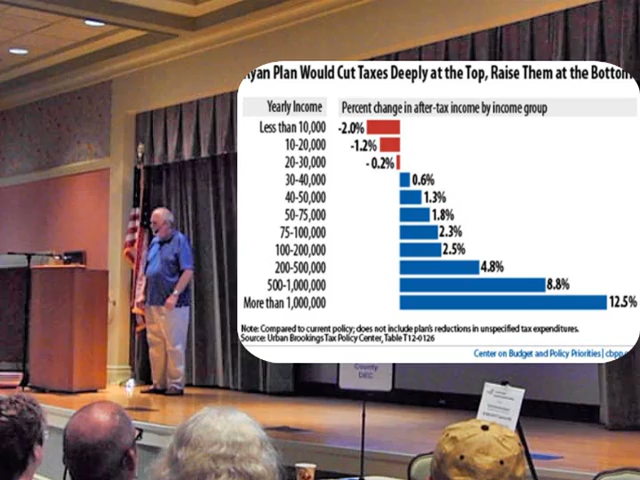 yan Plan Would Cut Taxes Deeply at the Top, Raise Them at the Bottom
Yearly Income Percent change in after-tax income by income group
Less than 10,000 -2.0%
10-20,000 -1.2%
20-30,000 -0.2%
30-40,000 0.6%
40-50,000 1.3%
50-75,000 1.8%
75-100,000 2.3%
100-200,000 2.5%
200-500,000 4.8%
500-1,000,000 8.8%
More than 1,000,000 12.5%
Note: Compared to current policy; does not include plan's reductions in unspecified tax expenditures.
Source: Urban Brookings Tax Policy Center, Table T12-0126
Center on Budget and Policy Priorities | cbpp.
County
DEC